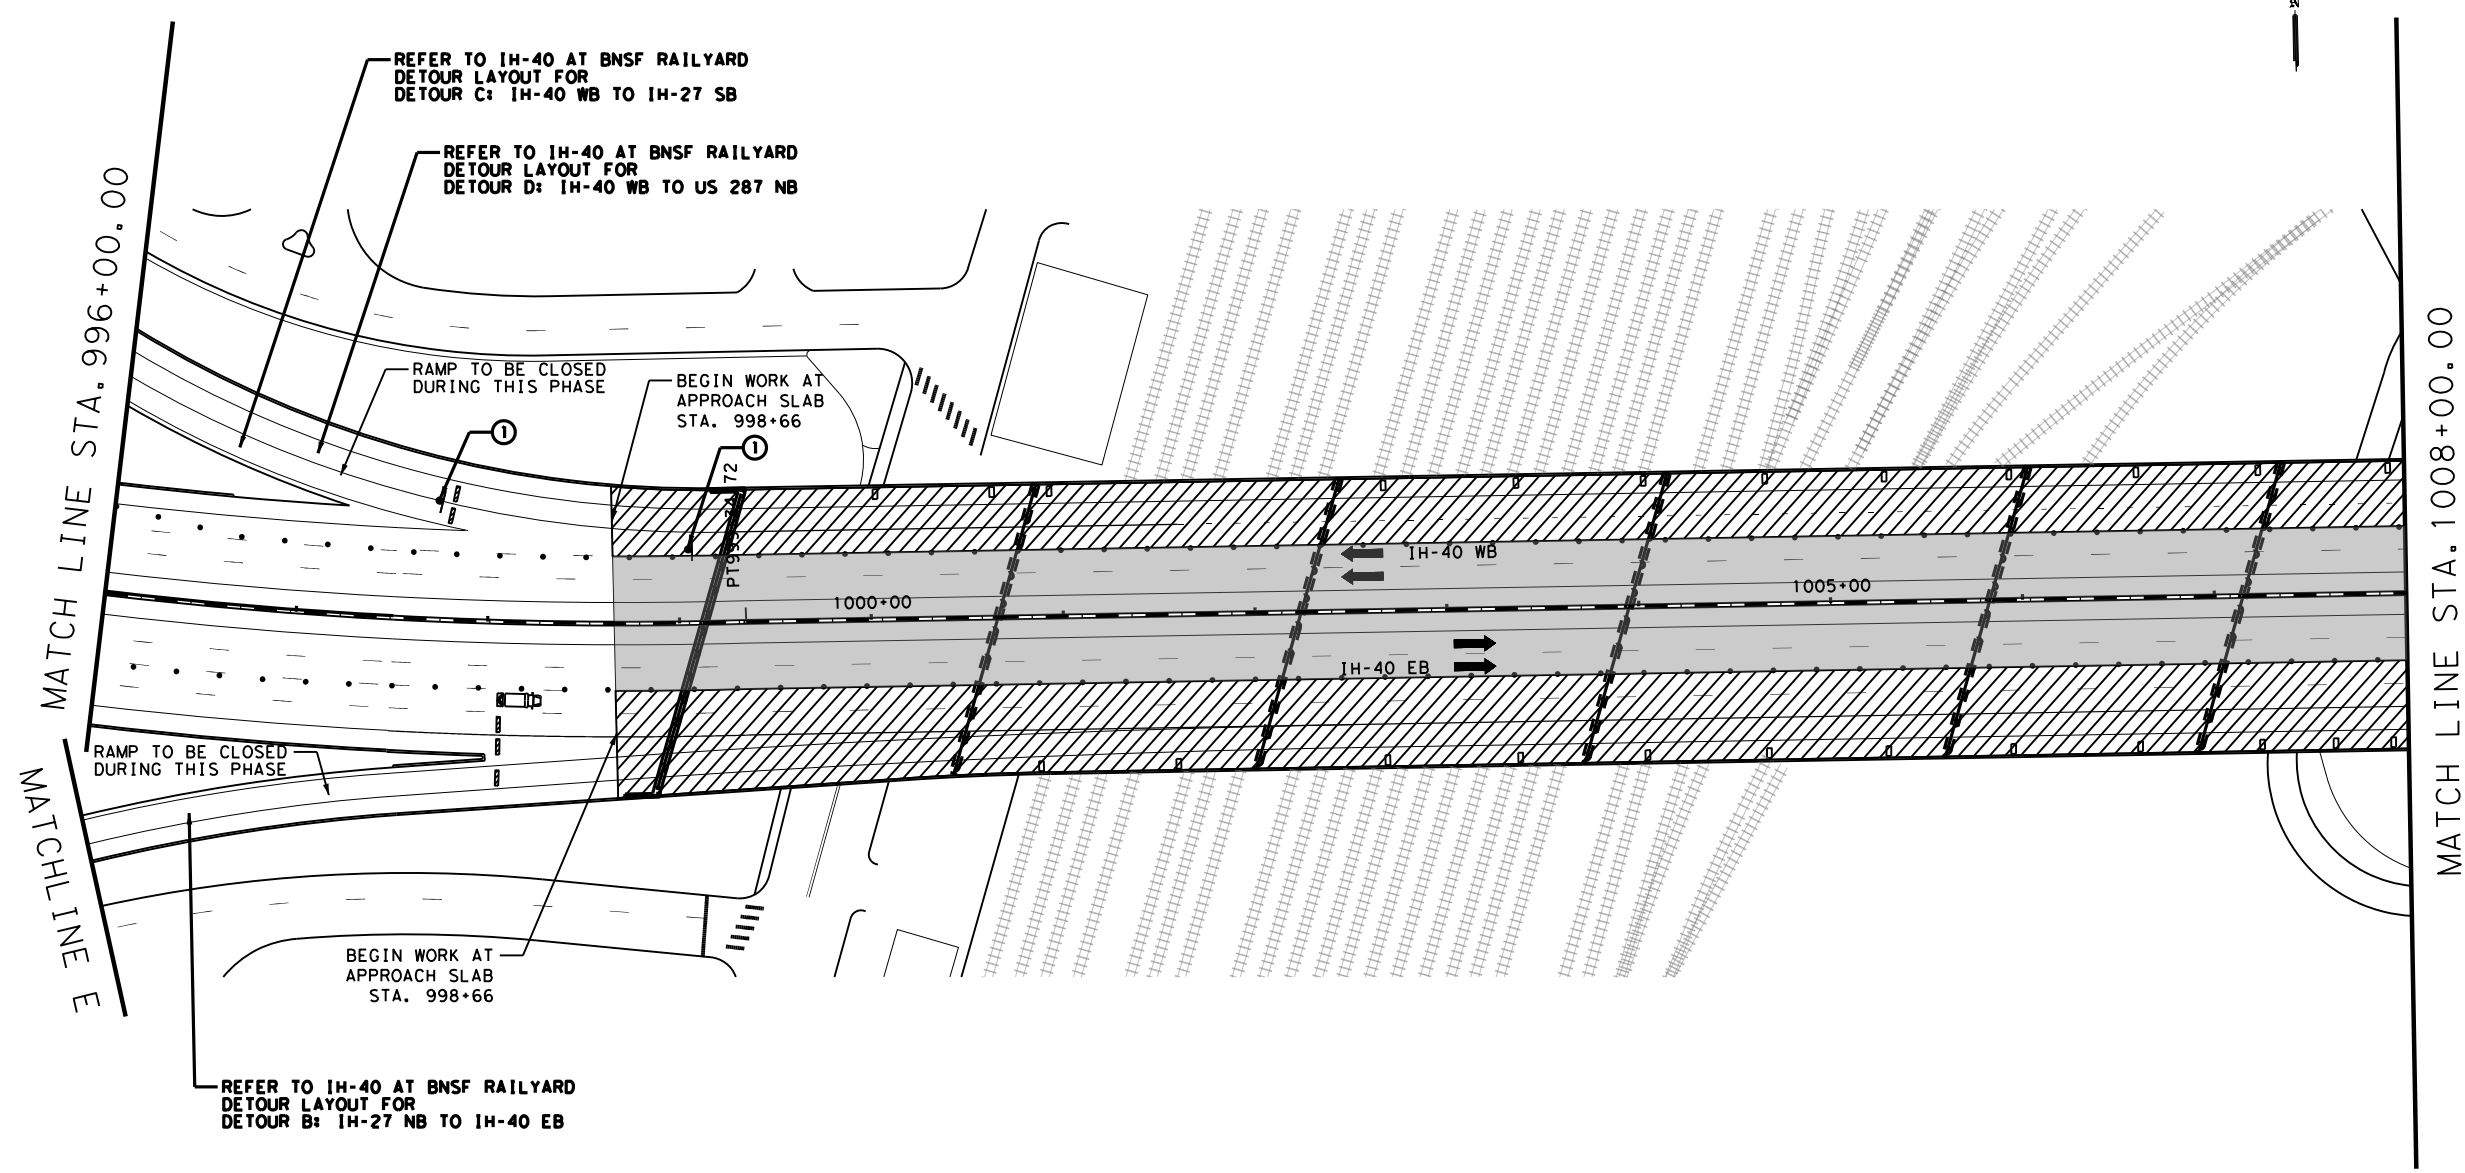 REFER TO IH-40 AT BNSF RAILYARD
DETOUR LAYOUT FOR
DETOUR C: IH-40 WB TO IH-27 SB
REFER TO IH-40 AT BNSF RAILYARD
DETOUR LAYOUT FOR
DETOUR D: IH-40 WB TO US 287 NB
MATCH LINE STA. 996+00.00
RAMP TO BE CLOSED
DURING THIS PHASE
BEGIN WORK AT
APPROACH SLAB
STA. 998+66
1
1
IH-40 WB
1000+00
1005+00
IH-40 EB
MATCH LINE STA. 1008+00.00
RAMP TO BE CLOSED
DURING THIS PHASE
MATCHLINE E
BEGIN WORK AT
APPROACH SLAB
STA. 998+66
REFER TO IH-40 AT BNSF RAILYARD
DETOUR LAYOUT FOR
DETOUR B: IH-27 NB TO IH-40 EB